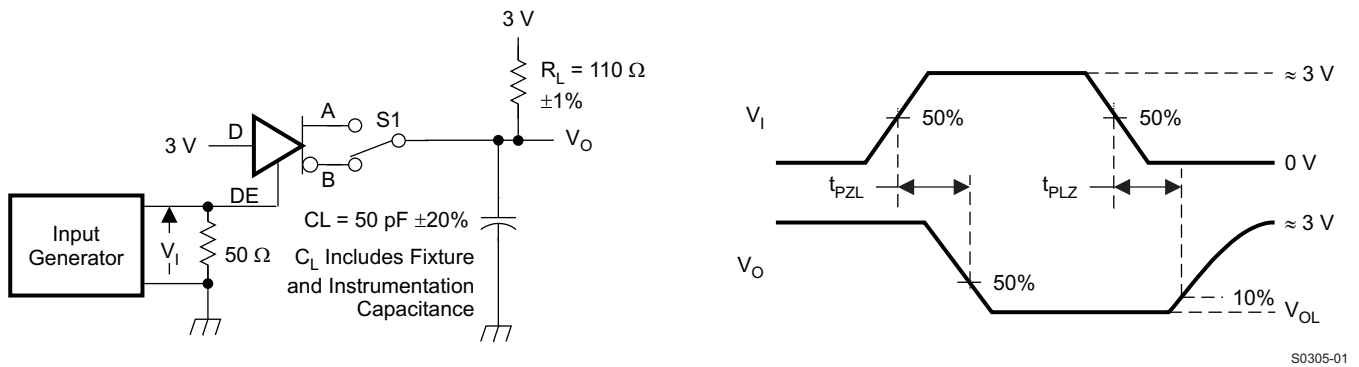 3 V
R_L = 110 Ω
±1%
A
S1
D
3 V
V_O
B
DE
CL = 50 pF ±20%
Input
Generator
V_I
50 Ω
C_L Includes Fixture
and Instrumentation
Capacitance
≈ 3 V
V_I
50%
50%
0 V
t_PZL
t_PLZ
≈ 3 V
V_O
50%
10%
V_OL
S0305-01